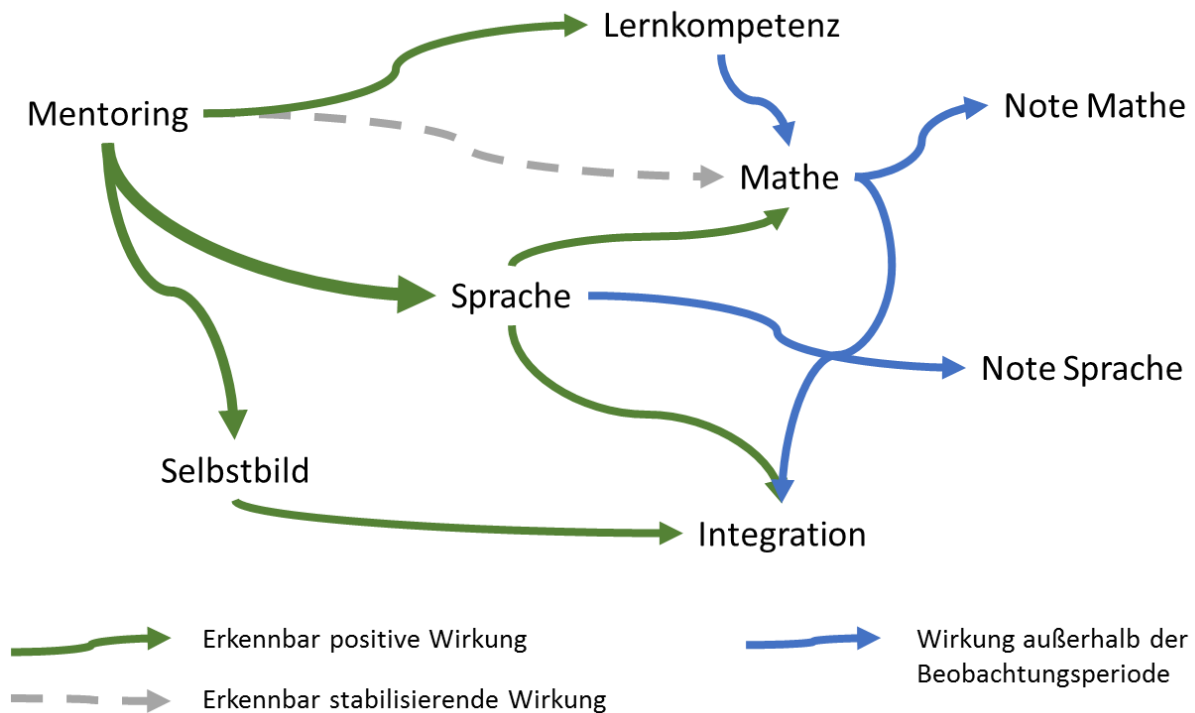 Lernkompetenz
Mentoring
Note Mathe
Mathe
Sprache
Note Sprache
Selbstbild
Integration
Erkennbar positive Wirkung
Erkennbar stabilisierende Wirkung
Wirkung außerhalb der
Beobachtungsperiode